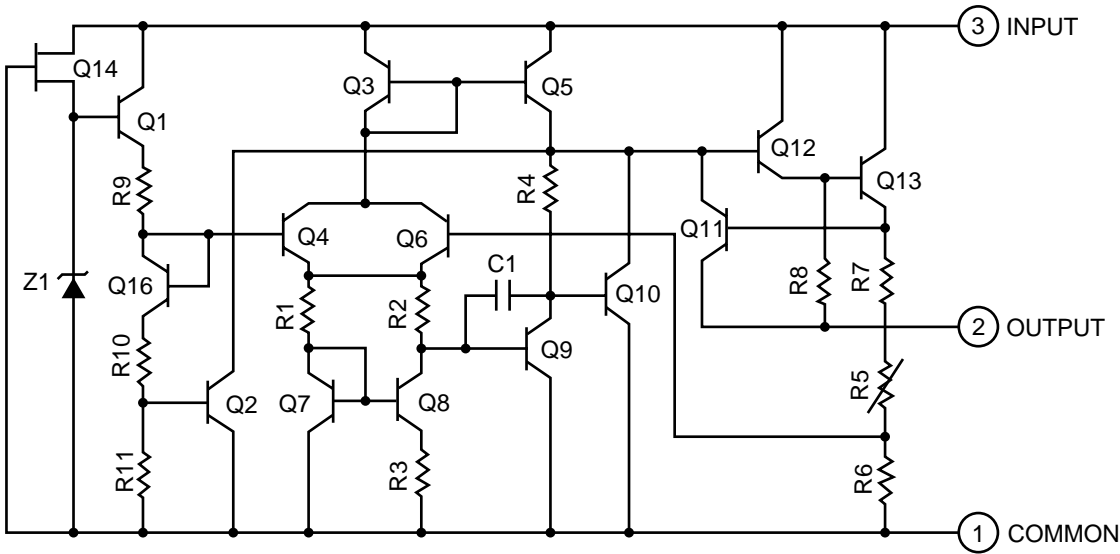 3 INPUT
Q14
Q3
Q5
Q1
Q12
Q13
R9
R4
Q4
Q6
Q11
C1
Z1
Q16
R1
R2
Q10
R8
R7
2 OUTPUT
R10
Q9
Q2
Q7
Q8
R5
R11
R3
R6
1 COMMON